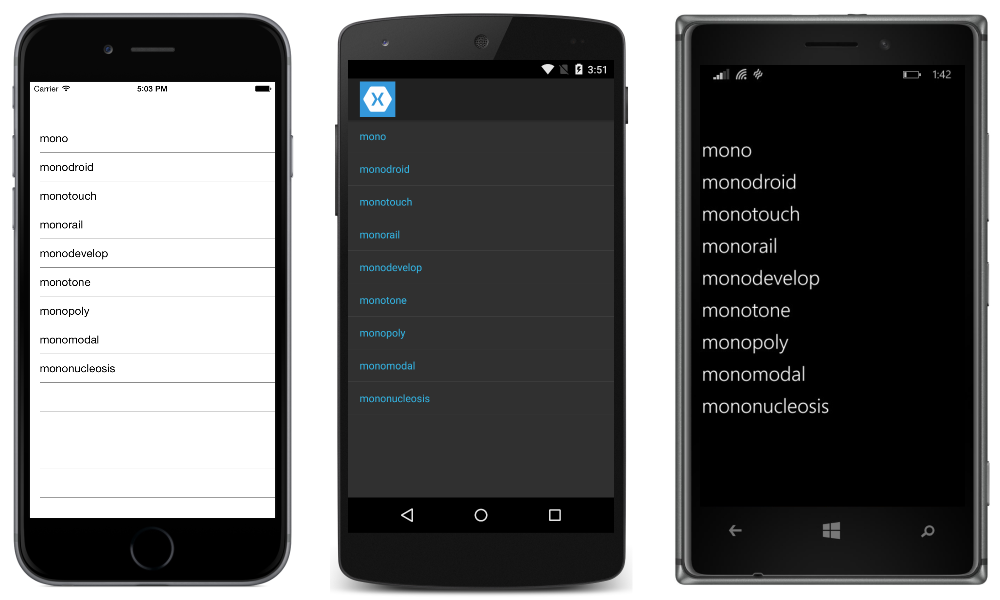 Carrier 5:03 PM
mono
monodroid
monotouch
monorail
monodevelop
monotone
monopoly
monomodal
mononucleosis
3:51
X
mono
monodroid
monotouch
monorail
monodevelop
monotone
monopoly
monomodal
mononucleosis
1:42
mono
monodroid
monotouch
monorail
monodevelop
monotone
monopoly
monomodal
mononucleosis